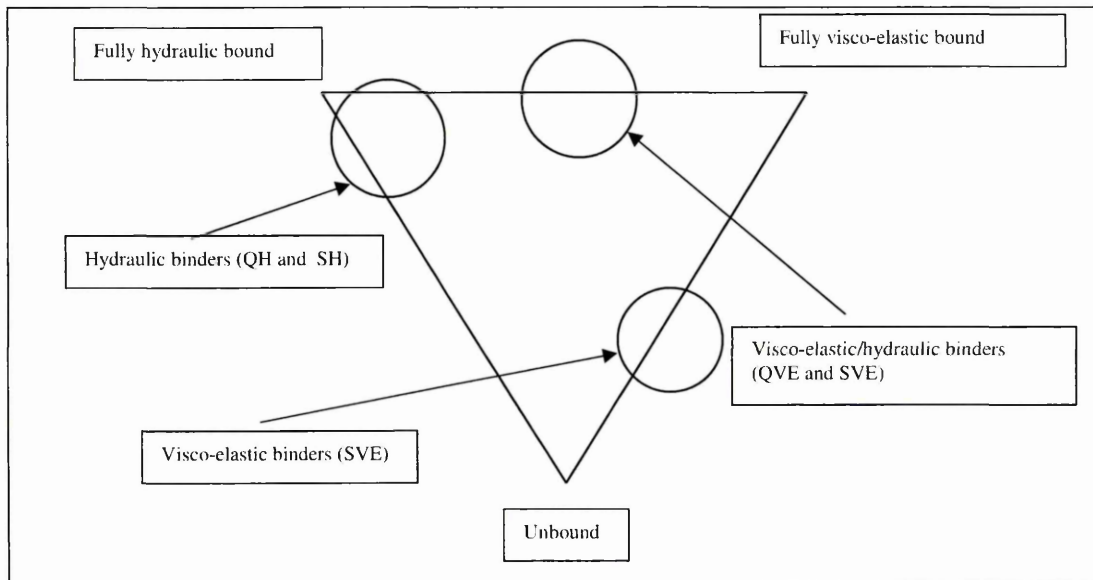 Fully hydraulic bound
Fully visco-elastic bound
Hydraulic binders (QH and SH)
Visco-elastic/hydraulic binders
(QVE and SVE)
Visco-elastic binders (SVE)
Unbound